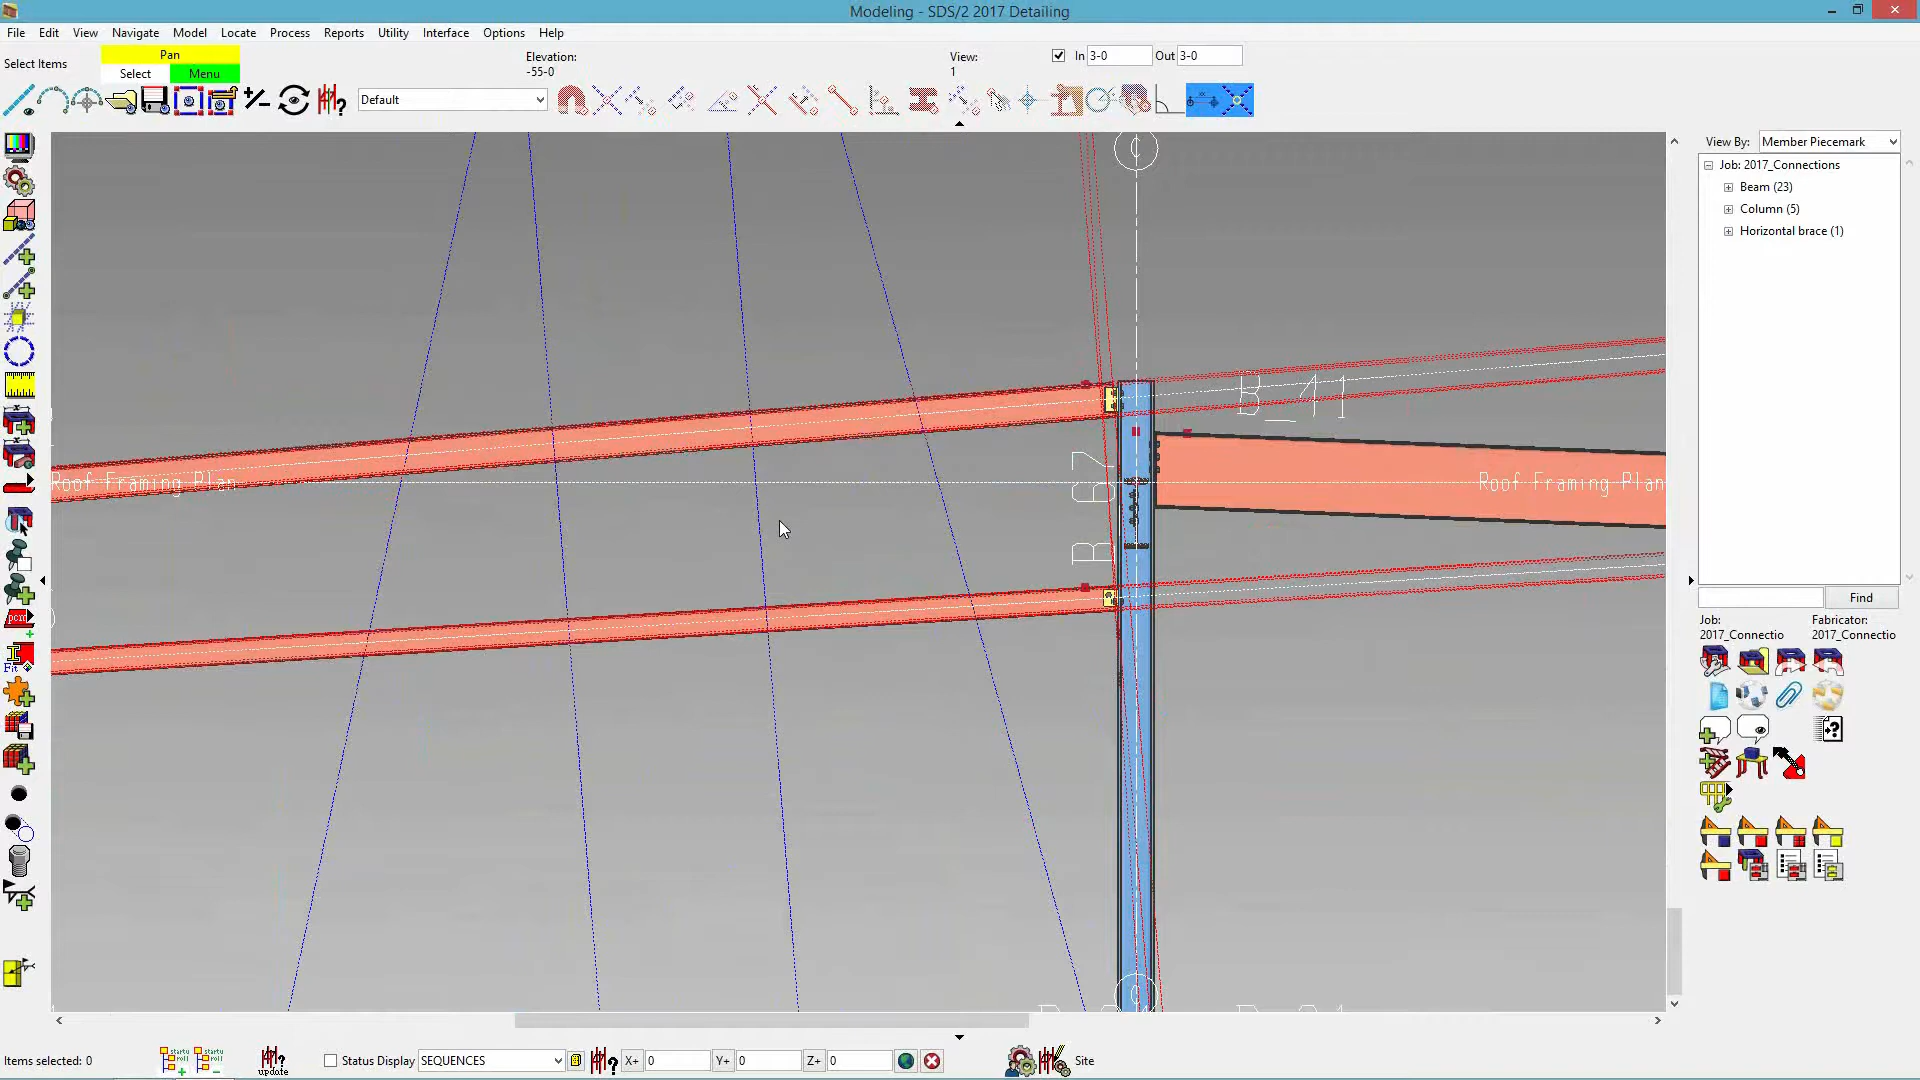 Modeling - SDS/2 2017 Detailing
File Edit View Navigate Model Locate Process Reports Utility Interface Options Help
Select Items
Pan
Select Menu
Elevation:
-55-0
View:
1
In 3-0 Out 3-0
Default
C
B_41
B
B7
Roof Framing Plan
Roof Framing Plan
C
View By: Member Piecemark
Job: 2017_Connections
Beam (23)
Column (5)
Horizontal brace (1)
Find
Job:
2017_Connectio
Fabricator:
2017_Connectio
pcm
Fit
Items selected: 0
update
Status Display SEQUENCES
X+ 0 Y+ 0 Z+ 0
Site